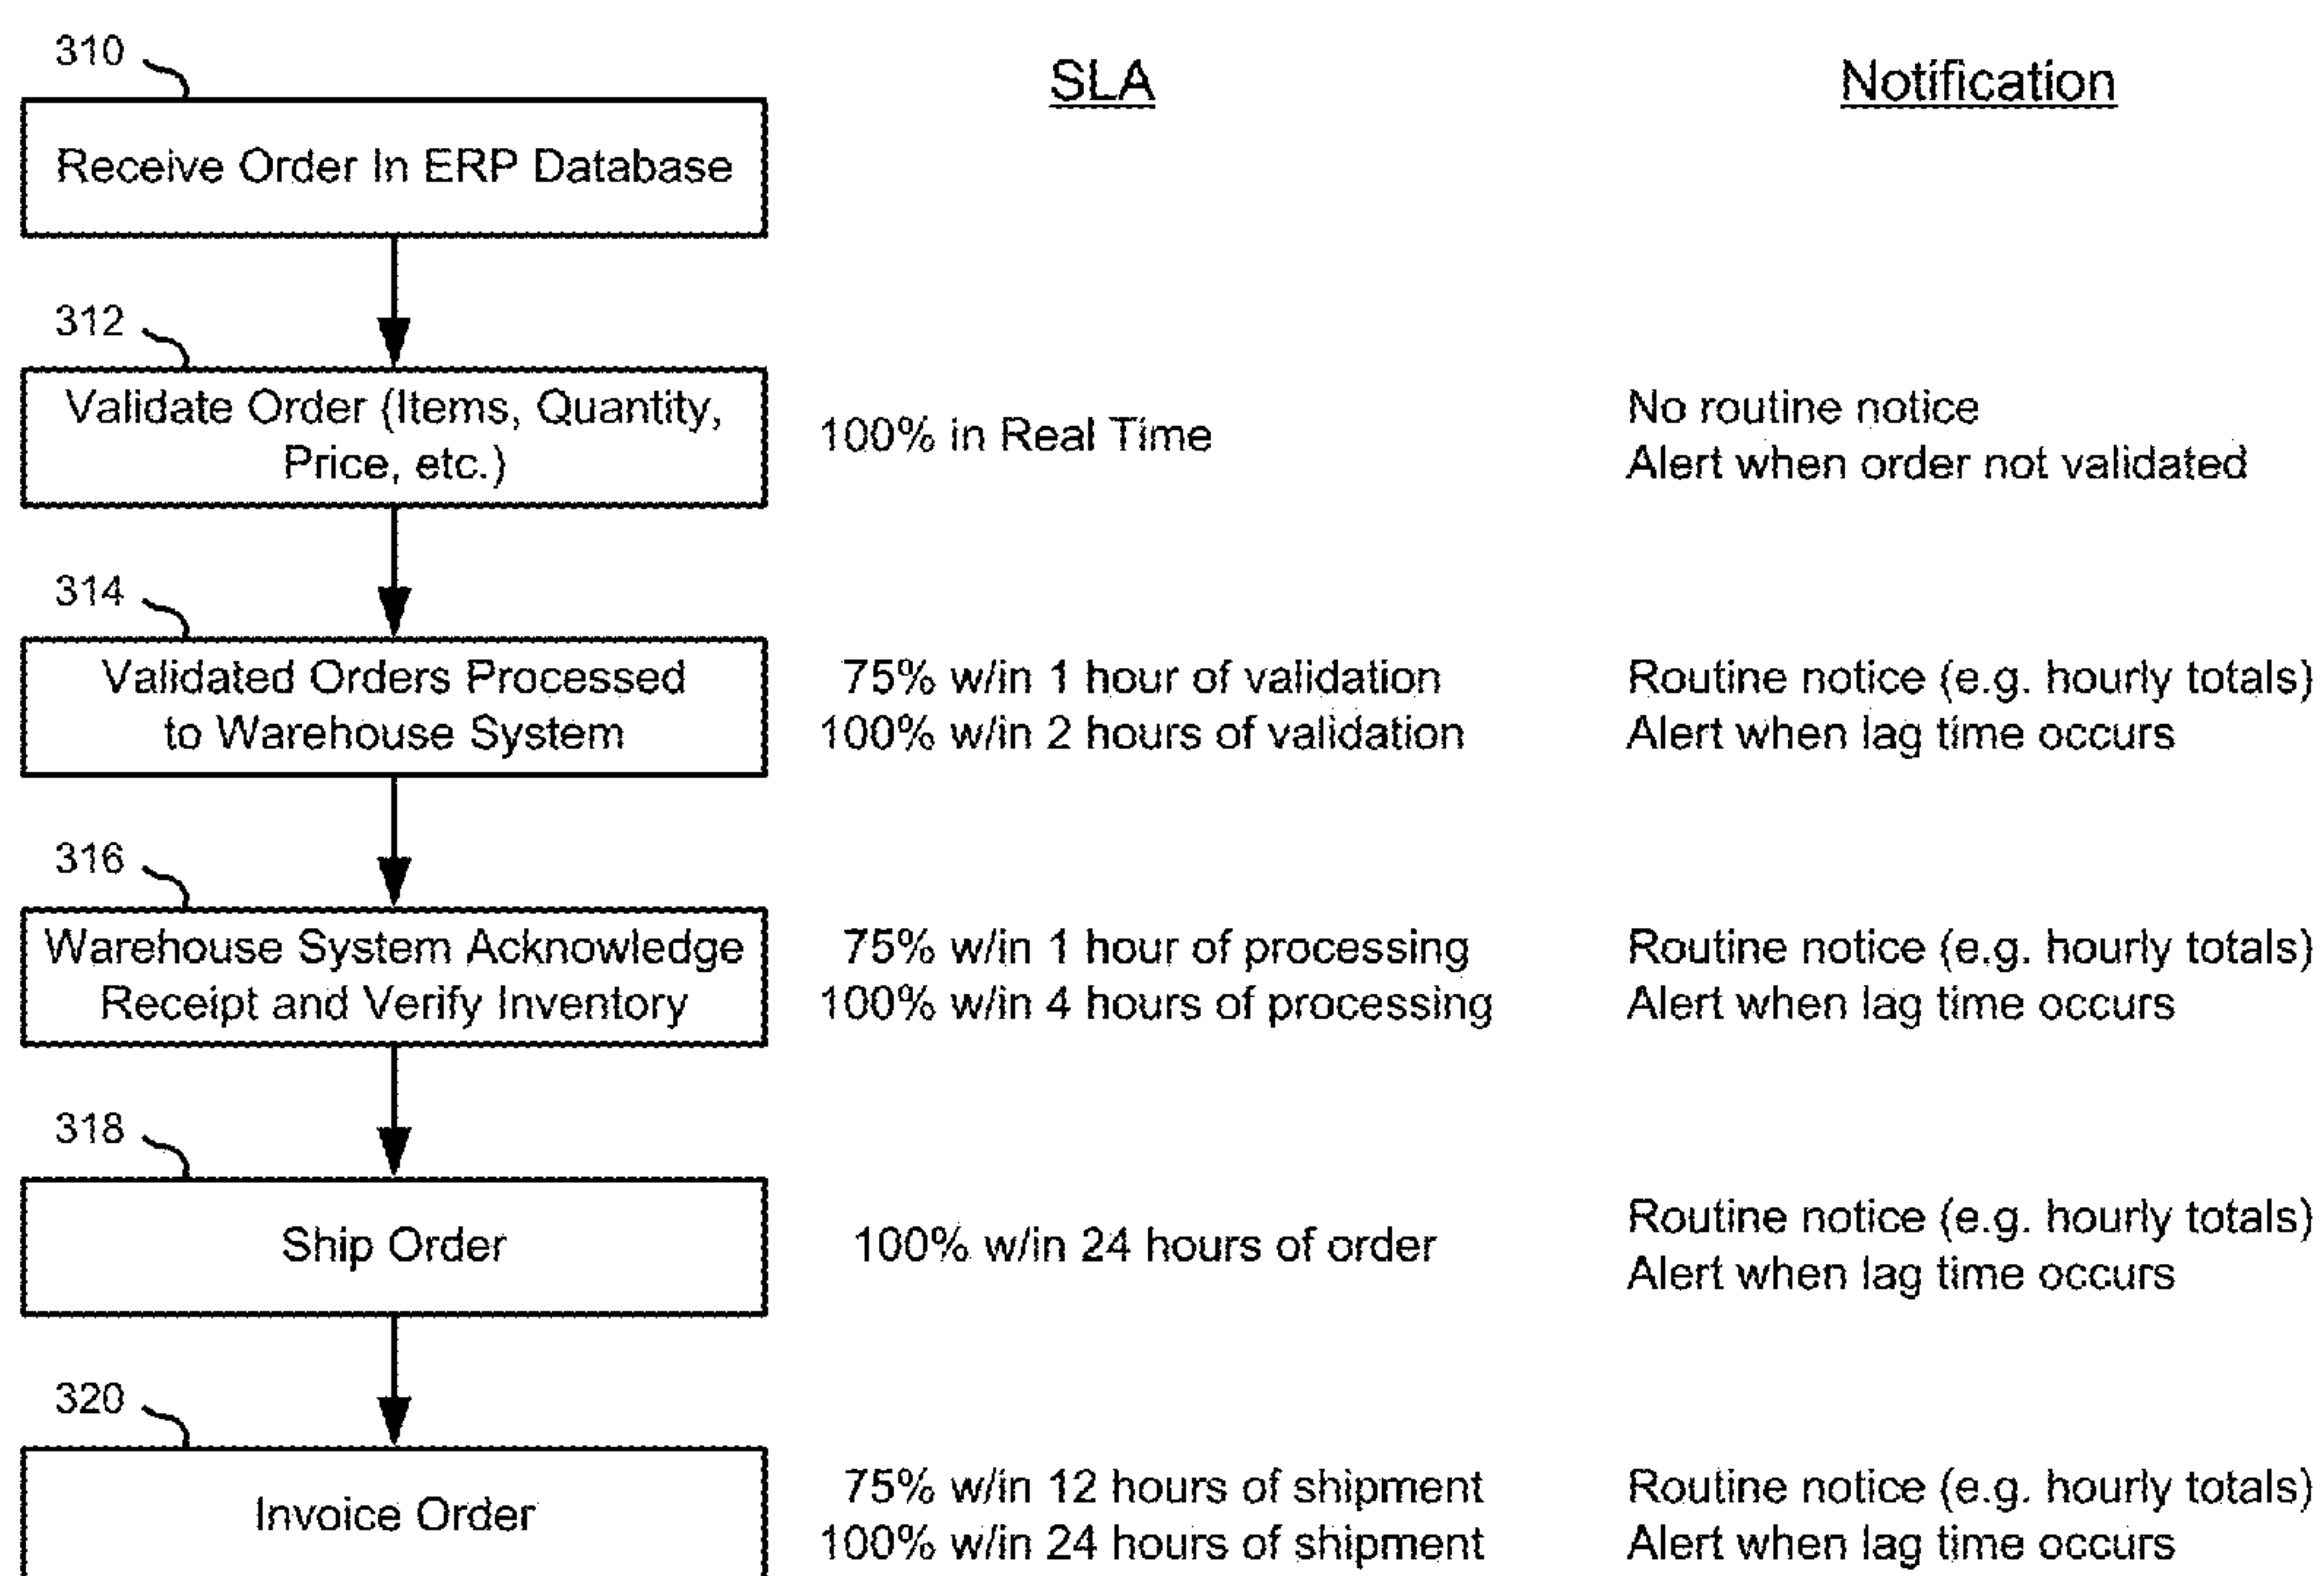 310
SLA
Notification
Receive Order In ERP Database
312
Validate Order (Items, Quantity,
Price, etc.)
100% in Real Time
No routine notice
Alert when order not validated
314
Validated Orders Processed
to Warehouse System
75% w/in 1 hour of validation
100% w/in 2 hours of validation
Routine notice (e.g. hourly totals)
Alert when lag time occurs
316
Warehouse System Acknowledge
Receipt and Verify Inventory
75% w/in 1 hour of processing
100% w/in 4 hours of processing
Routine notice (e.g. hourly totals)
Alert when lag time occurs
318
Ship Order
100% w/in 24 hours of order
Routine notice (e.g. hourly totals)
Alert when lag time occurs
320
Invoice Order
75% w/in 12 hours of shipment
100% w/in 24 hours of shipment
Routine notice (e.g. hourly totals)
Alert when lag time occurs